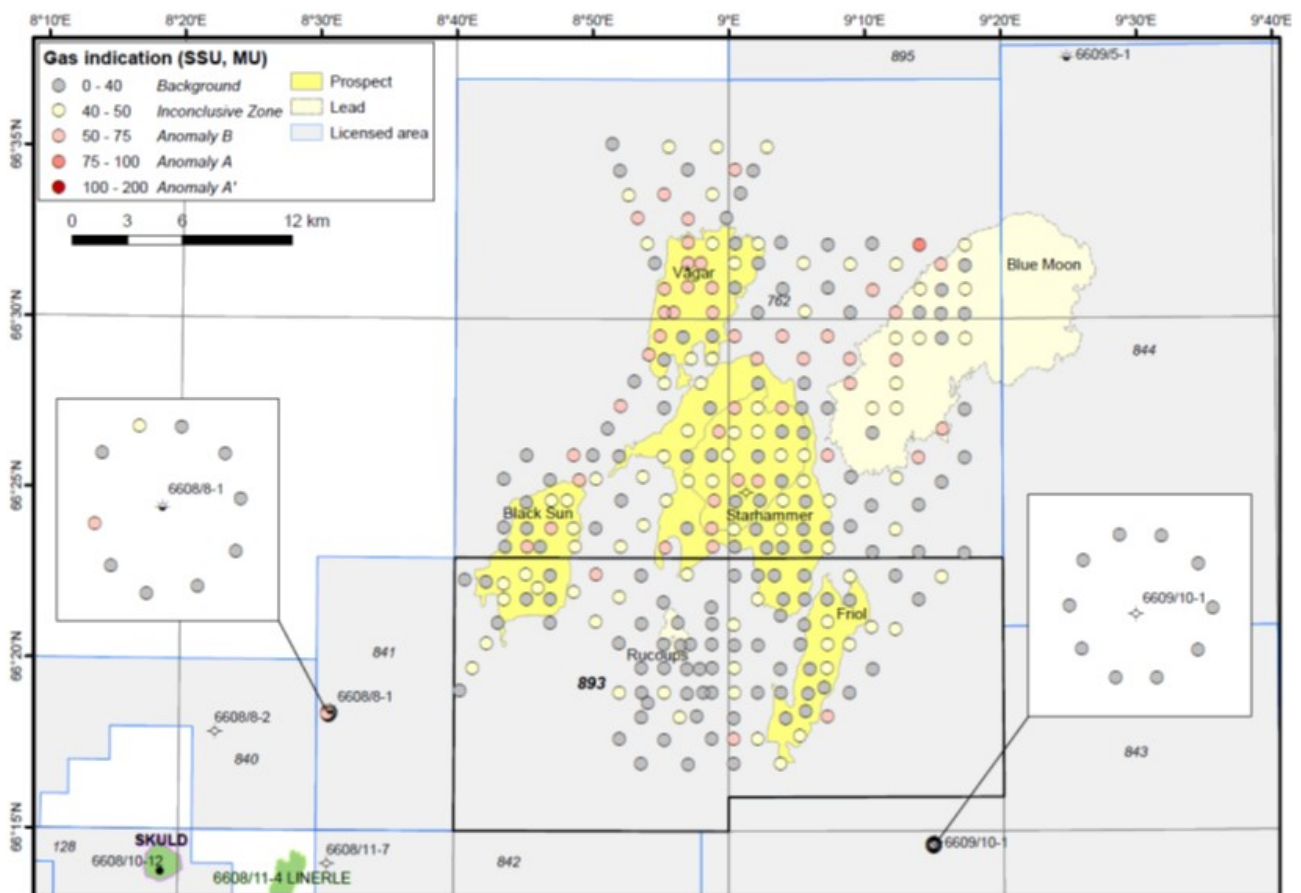 8°10'E 8°20'E 8°30'E 8°40'E 8°50'E 9°E 9°10'E 9°20'E 9°30'E 9°40'E
Gas indication (SSU, MU)
0 - 40 Background
40 - 50 Inconclusive Zone
50 - 75 Anomaly B
75 - 100 Anomaly A
100 - 200 Anomaly A'
Prospect
Lead
Licensed area
0 3 6 12 km
895
6609/5-1
66°35'N
Vågar
Blue Moon
762
66°30'N
844
6608/8-1
66°25'N
Black Sun
Starhammer
6609/10-1
Friol
66°20'N
841
Rucoups
893
6608/8-1
6608/8-2
840
843
66°15'N
SKULD
128
6608/10-12
6608/11-7
842
6609/10-1
6608/11-4 LINERLE